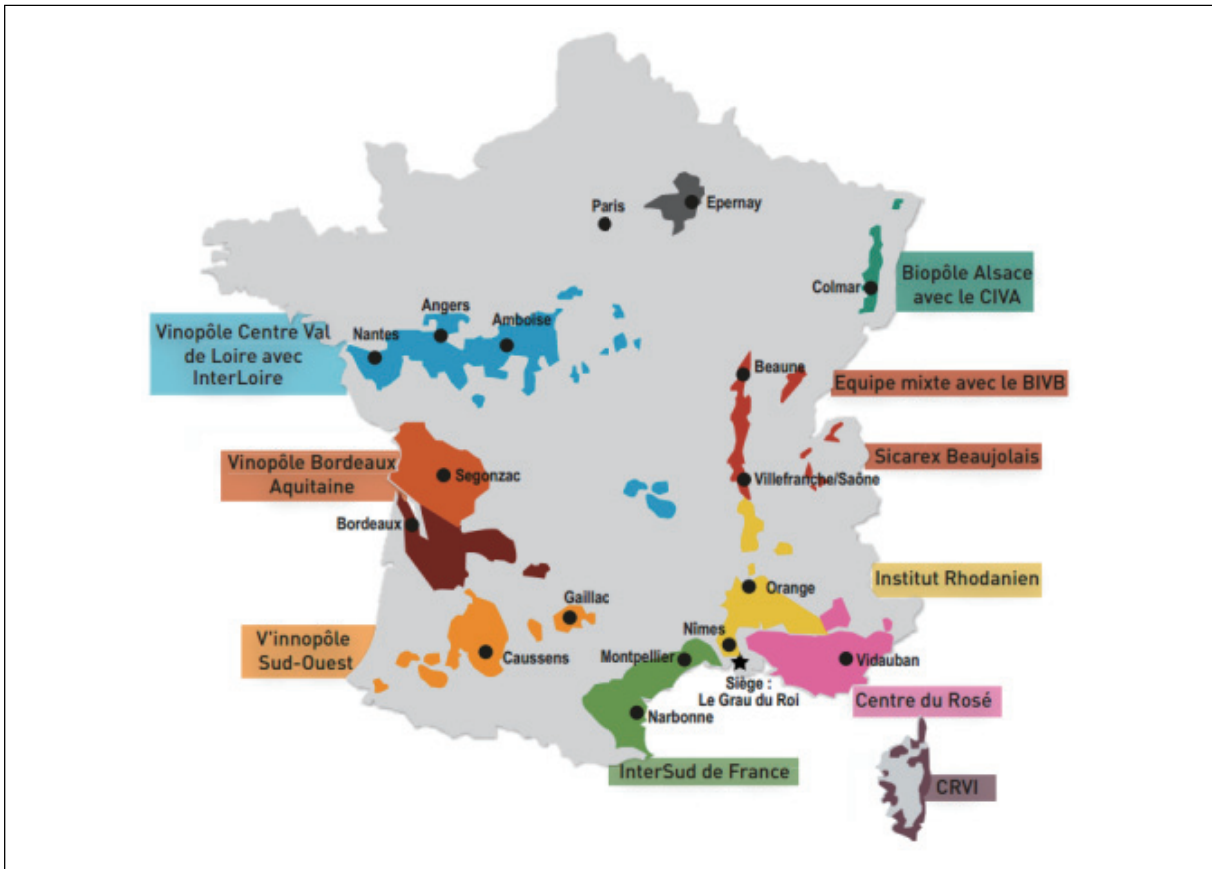 Paris
Epernay
Colmar
Biopôle Alsace
avec le CIVA
Angers
Amboise
Nantes
Vinopôle Centre Val
de Loire avec
InterLoire
Beaune
Equipe mixte avec le BIVB
Sicarex Beaujolais
Villefranche/Saône
Vinopôle Bordeaux
Aquitaine
Segonzac
Bordeaux
Institut Rhodanien
Orange
Gaillac
V'innopôle
Sud-Ouest
Caussens
Nîmes
Montpellier
Vidauban
Siège :
Le Grau du Roi
Centre du Rosé
Narbonne
InterSud de France
CRVI